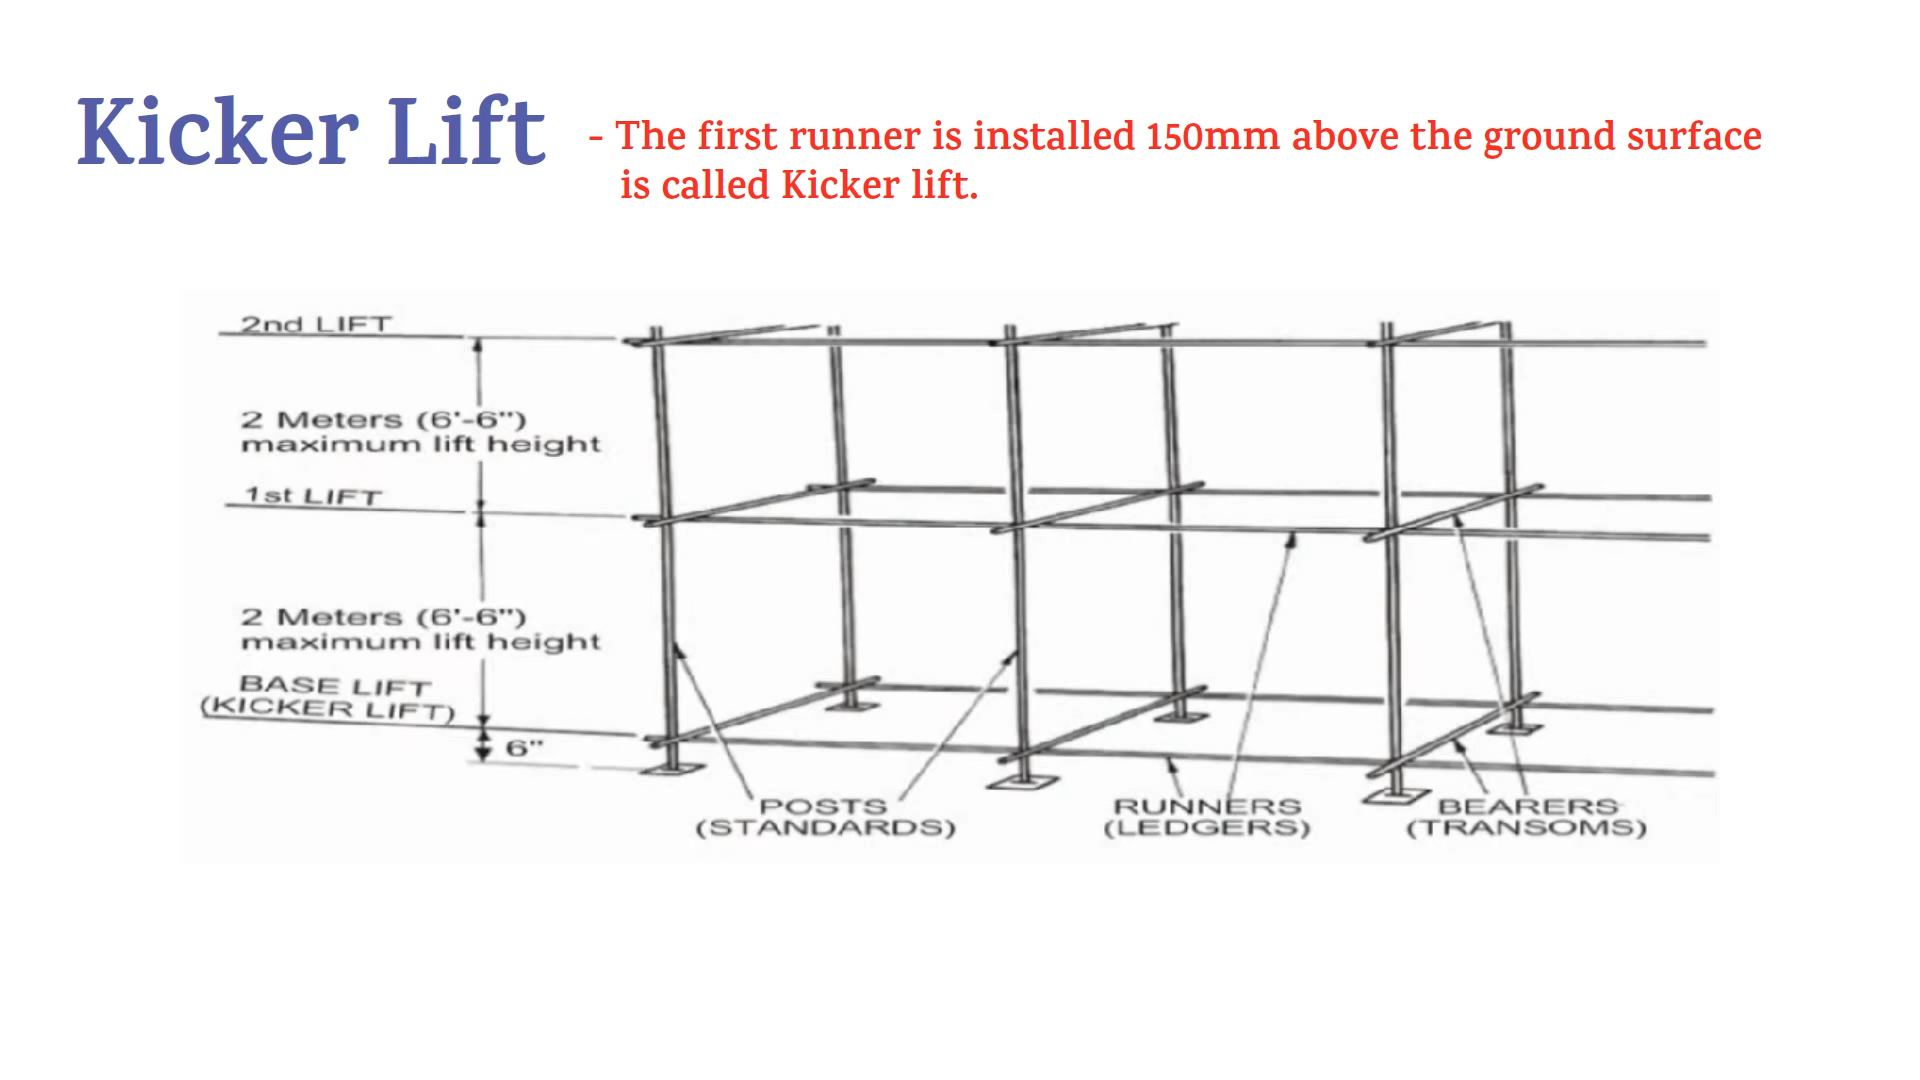 Kicker Lift
- The first runner is installed 150mm above the ground surface
is called Kicker lift.
2nd LIFT
2 Meters (6'-6")
maximum lift height
1st LIFT
2 Meters (6'-6")
maximum lift height
BASE LIFT
(KICKER LIFT)
6"
POSTS
(STANDARDS)
RUNNERS
(LEDGERS)
BEARERS
(TRANSOMS)